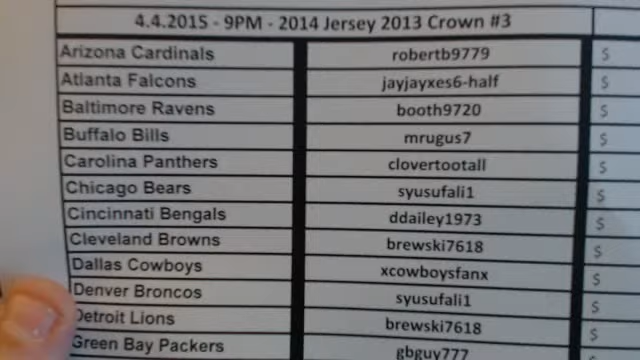 4.4.2015 - 9PM - 2014 Jersey 2013 Crown #3
Arizona Cardinals robertb9779 $
Atlanta Falcons jayjayxes6-half $
Baltimore Ravens booth9720 $
Buffalo Bills mrugus7 $
Carolina Panthers clovertootall $
Chicago Bears syusufali1 $
Cincinnati Bengals ddailey1973 $
Cleveland Browns brewski7618 $
Dallas Cowboys xcowboysfanx $
Denver Broncos syusufali1 $
Detroit Lions brewski7618 $
Green Bay Packers gbguy777 $